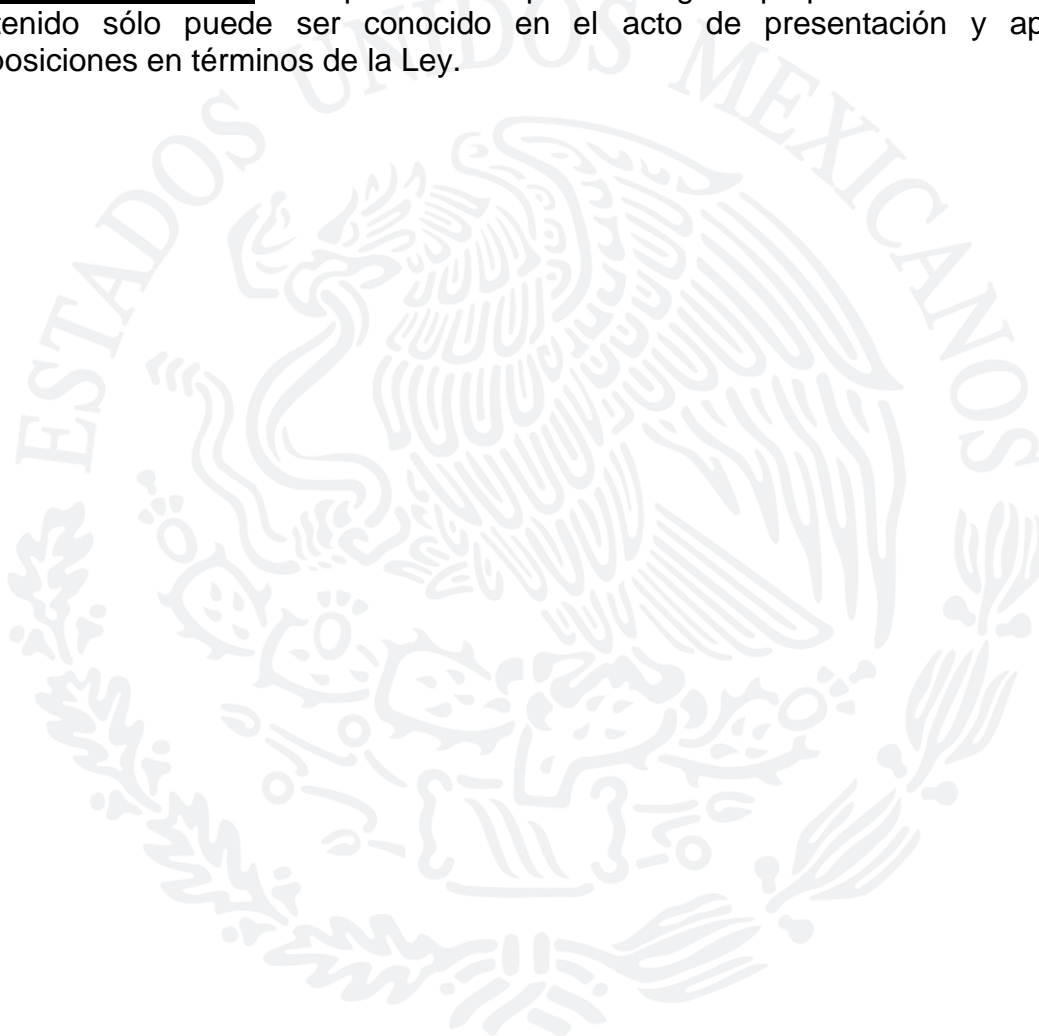 tenido sólo puede ser conocido en el acto de presentación y ap
posiciones en términos de la Ley.
ESTADOS UNIDOS MEXICANOS